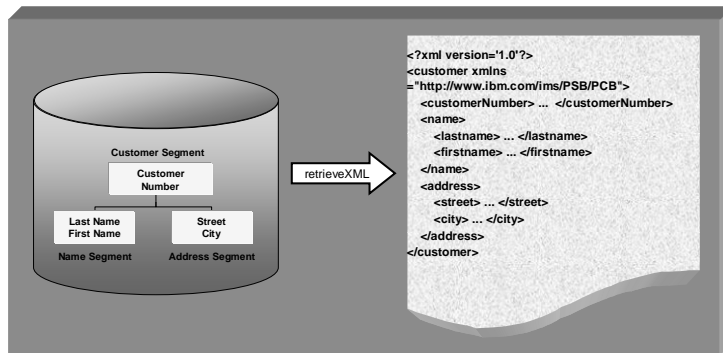 Customer Segment
Customer
Number
Last Name
First Name
Street
City
Name Segment
Address Segment
retrieveXML
<?xml version='1.0'?>
<customer xmlns
="http://www.ibm.com/ims/PSB/PCB">
<customerNumber> ... </customerNumber>
<name>
<lastname> ... </lastname>
<firstname> ... </firstname>
</name>
<address>
<street> ... </street>
<city> ... </city>
</address>
</customer>